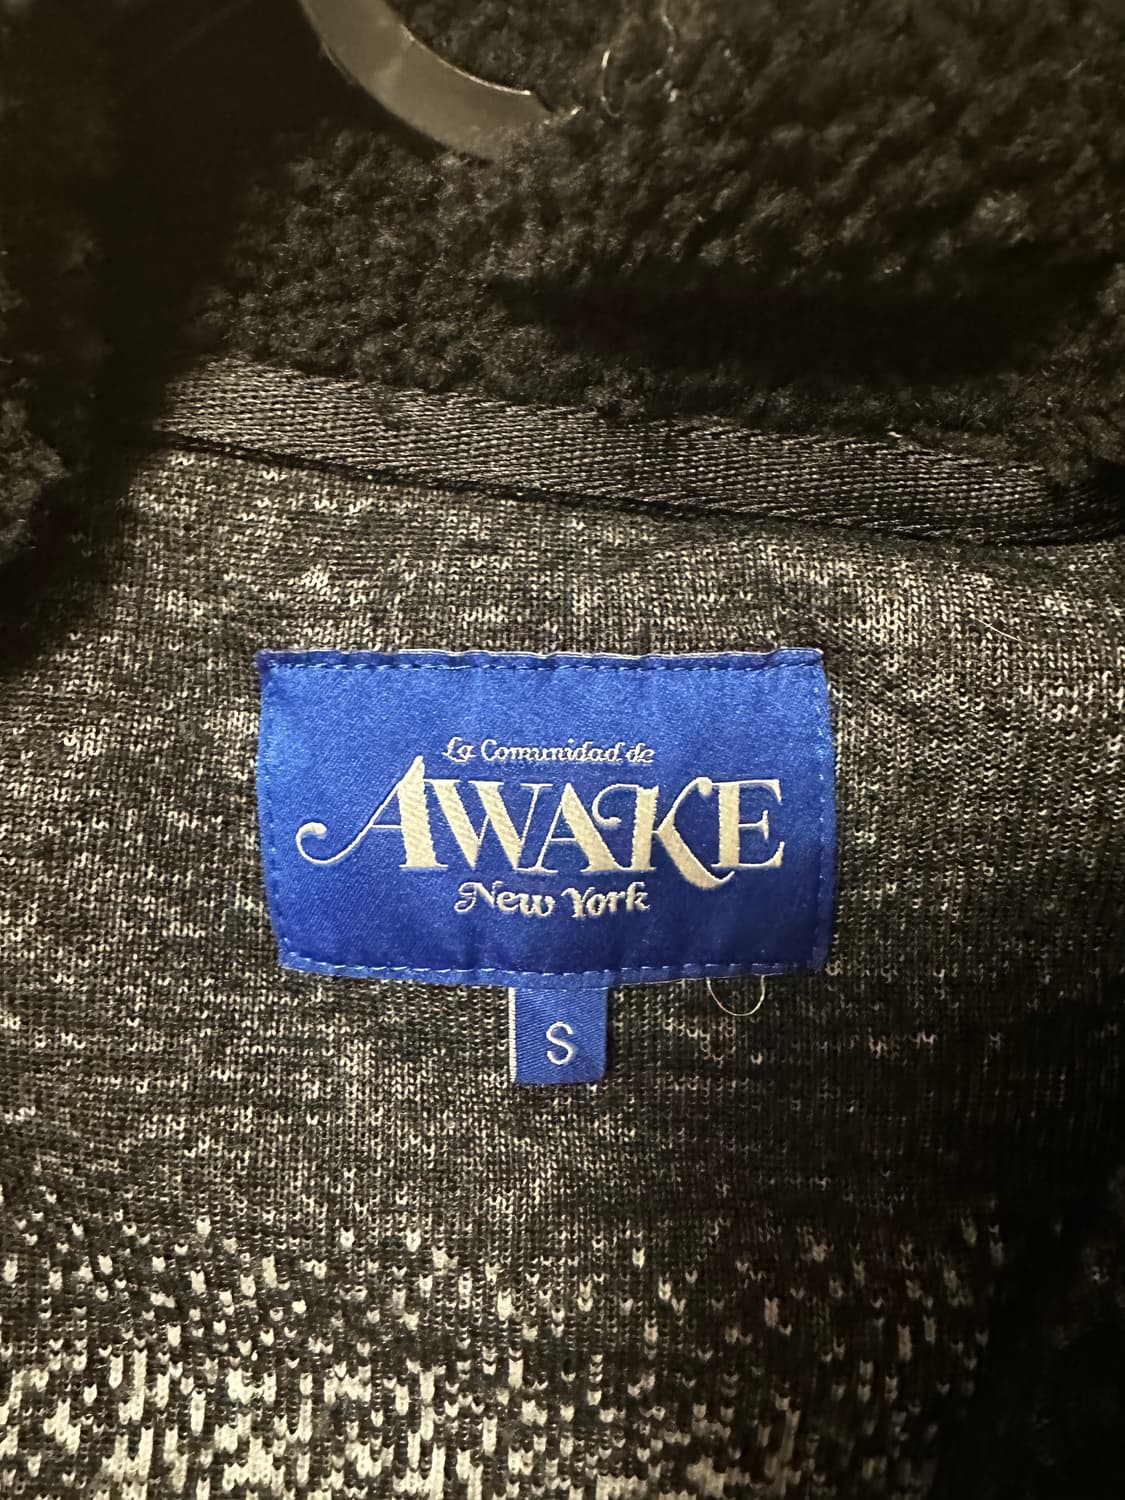 La Comunidad de
AWAKE
New York
S